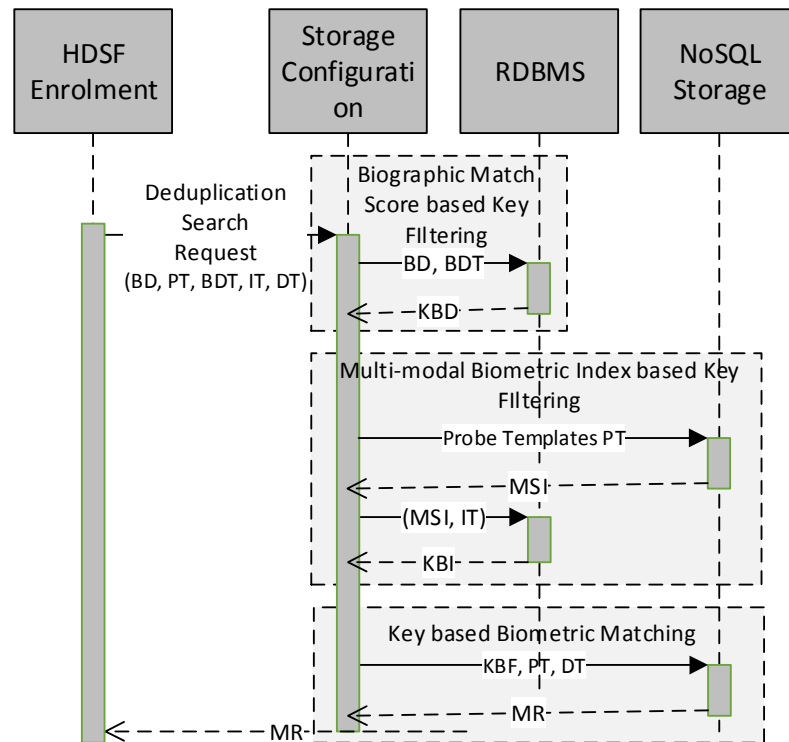 HDSF
Enrolment
Storage
Configurati
on
RDBMS
NoSQL
Storage
Biographic Match
Score based Key
FIltering
Deduplication
Search
Request
(BD, PT, BDT, IT, DT)
BD, BDT
KBD
Multi-modal Biometric Index based Key
FIltering
Probe Templates PT
MSI
(MSI, IT)
KBI
Key based Biometric Matching
KBF, PT, DT
MR
MR